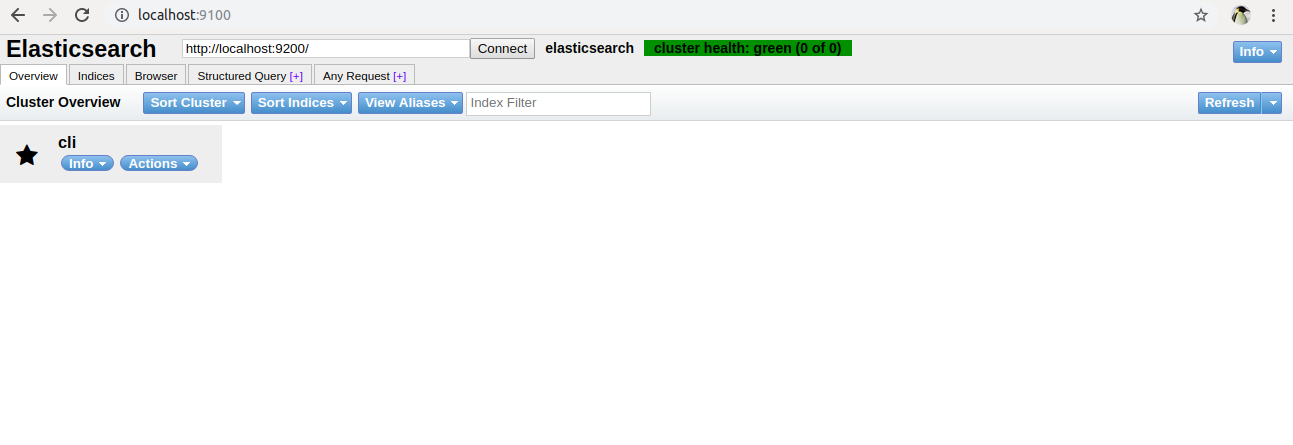 localhost:9100
Elasticsearch http://localhost:9200/ Connect elasticsearch cluster health: green (0 of 0) Info
Overview Indices Browser Structured Query [+] Any Request [+]
Cluster Overview Sort Cluster Sort Indices View Aliases Index Filter Refresh
cli
Info Actions